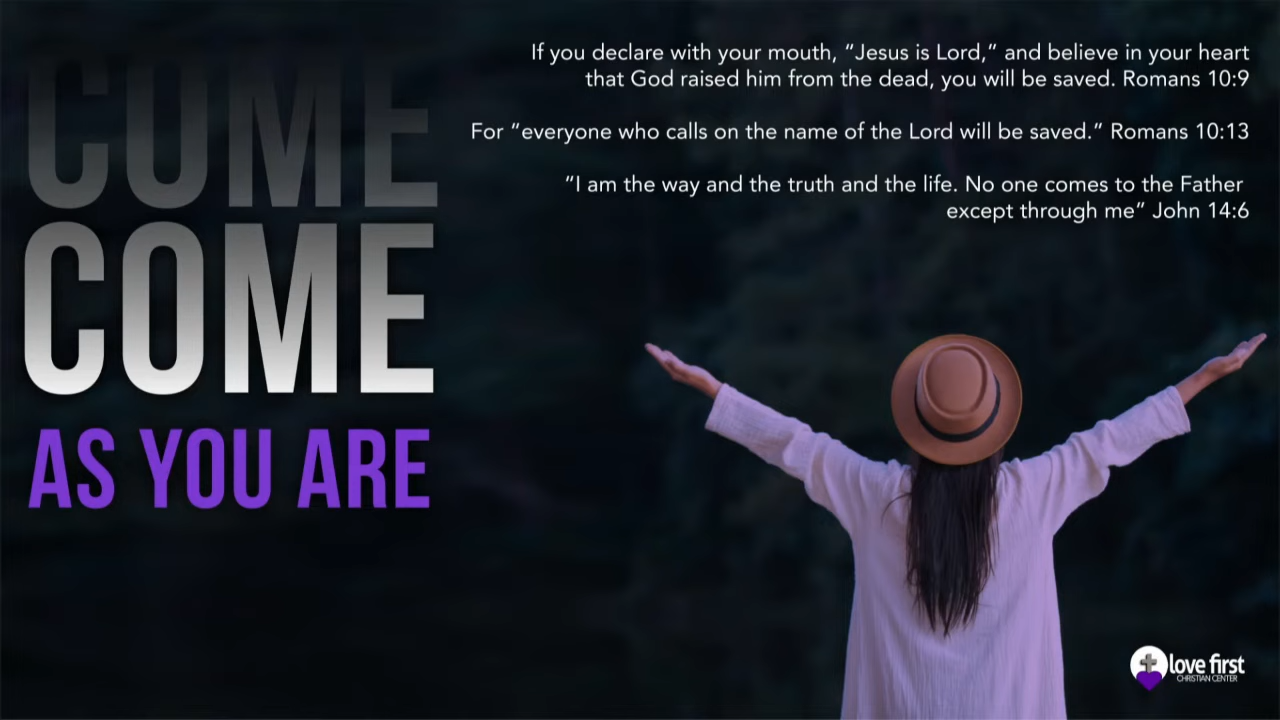 COME
COME
AS YOU ARE
If you declare with your mouth, “Jesus is Lord,” and believe in your heart
that God raised him from the dead, you will be saved. Romans 10:9
For “everyone who calls on the name of the Lord will be saved.” Romans 10:13
“I am the way and the truth and the life. No one comes to the Father
except through me” John 14:6
love first
CHRISTIAN CENTER